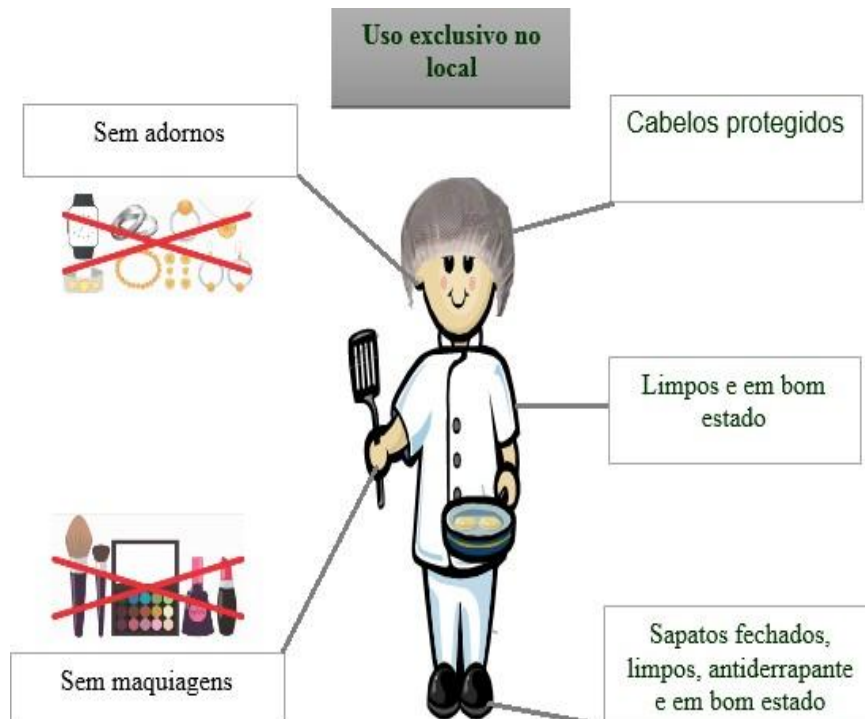 Uso exclusivo no
local
Sem adornos
Cabelos protegidos
Limpos e em bom
estado
Sem maquiagens
Sapatos fechados,
limpos, antiderrapante
e em bom estado